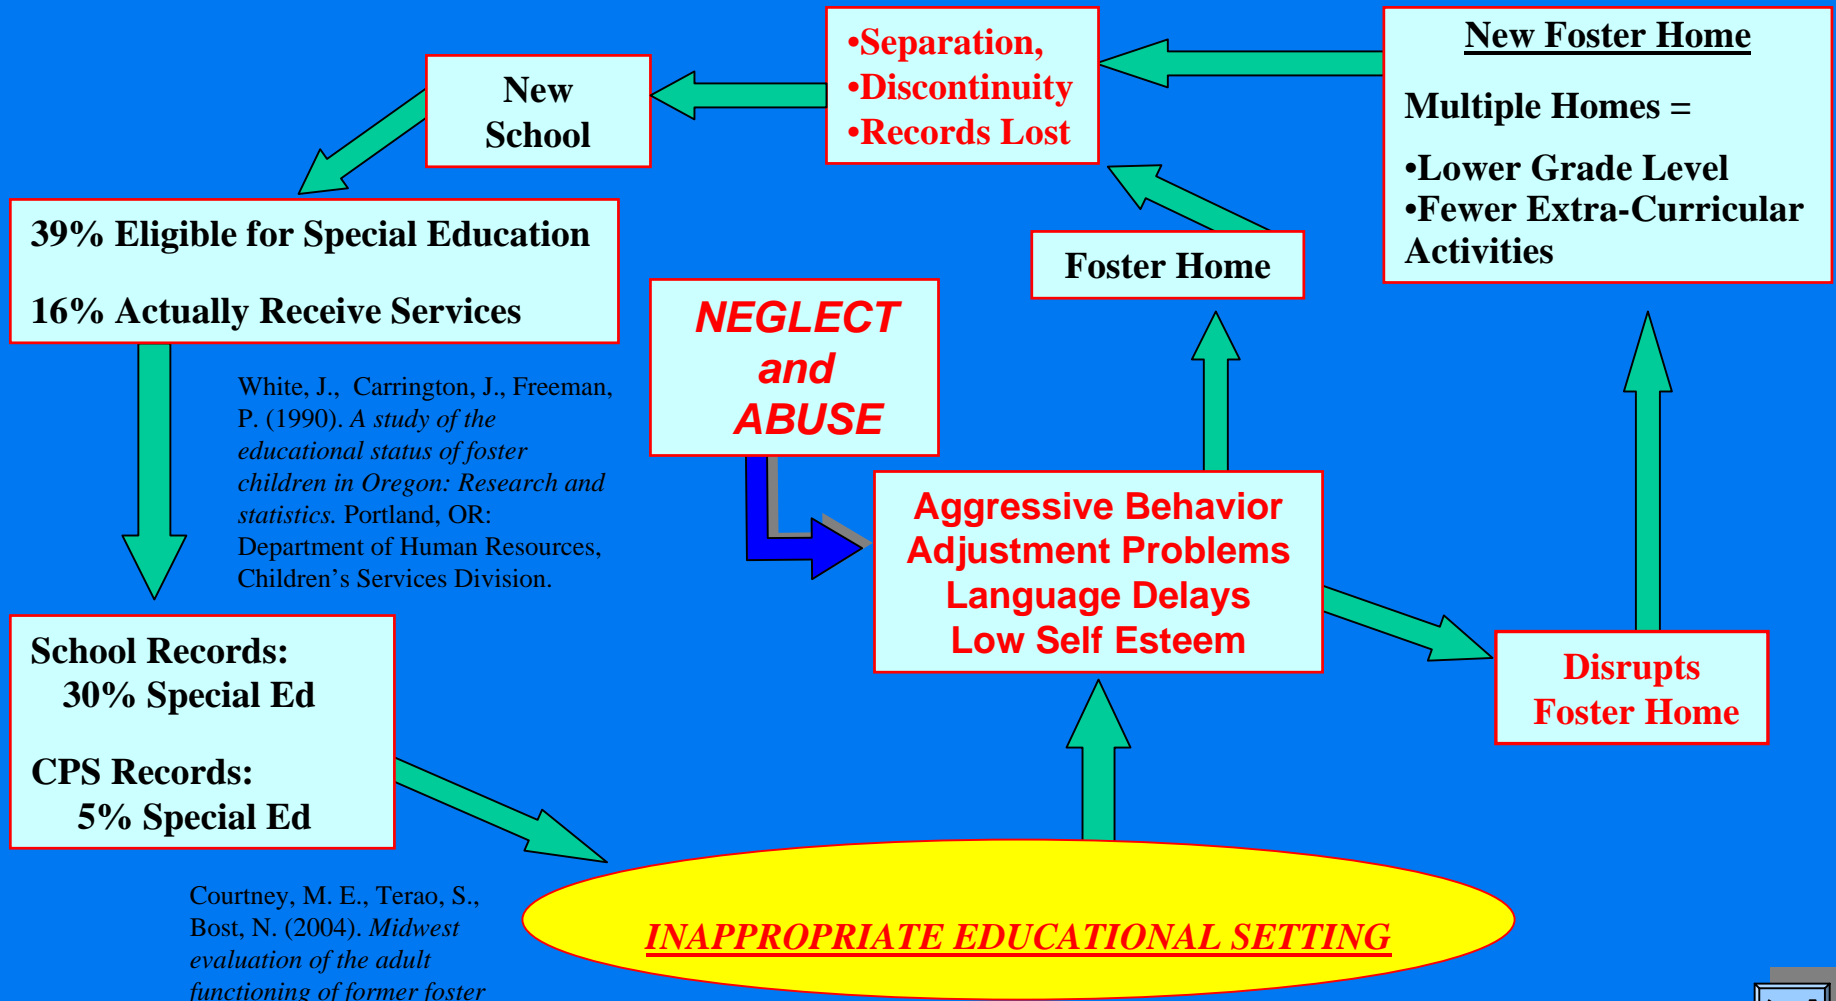 •Separation,
•Discontinuity
•Records Lost
New Foster Home
Multiple Homes =
•Lower Grade Level
•Fewer Extra-Curricular
Activities
New
School
39% Eligible for Special Education
16% Actually Receive Services
Foster Home
NEGLECT
and
ABUSE
White, J., Carrington, J., Freeman,
P. (1990). A study of the
educational status of foster
children in Oregon: Research and
statistics. Portland, OR:
Department of Human Resources,
Children’s Services Division.
Aggressive Behavior
Adjustment Problems
Language Delays
Low Self Esteem
School Records:
30% Special Ed
CPS Records:
5% Special Ed
Disrupts
Foster Home
Courtney, M. E., Terao, S.,
Bost, N. (2004). Midwest
evaluation of the adult
functioning of former foster
INAPPROPRIATE EDUCATIONAL SETTING